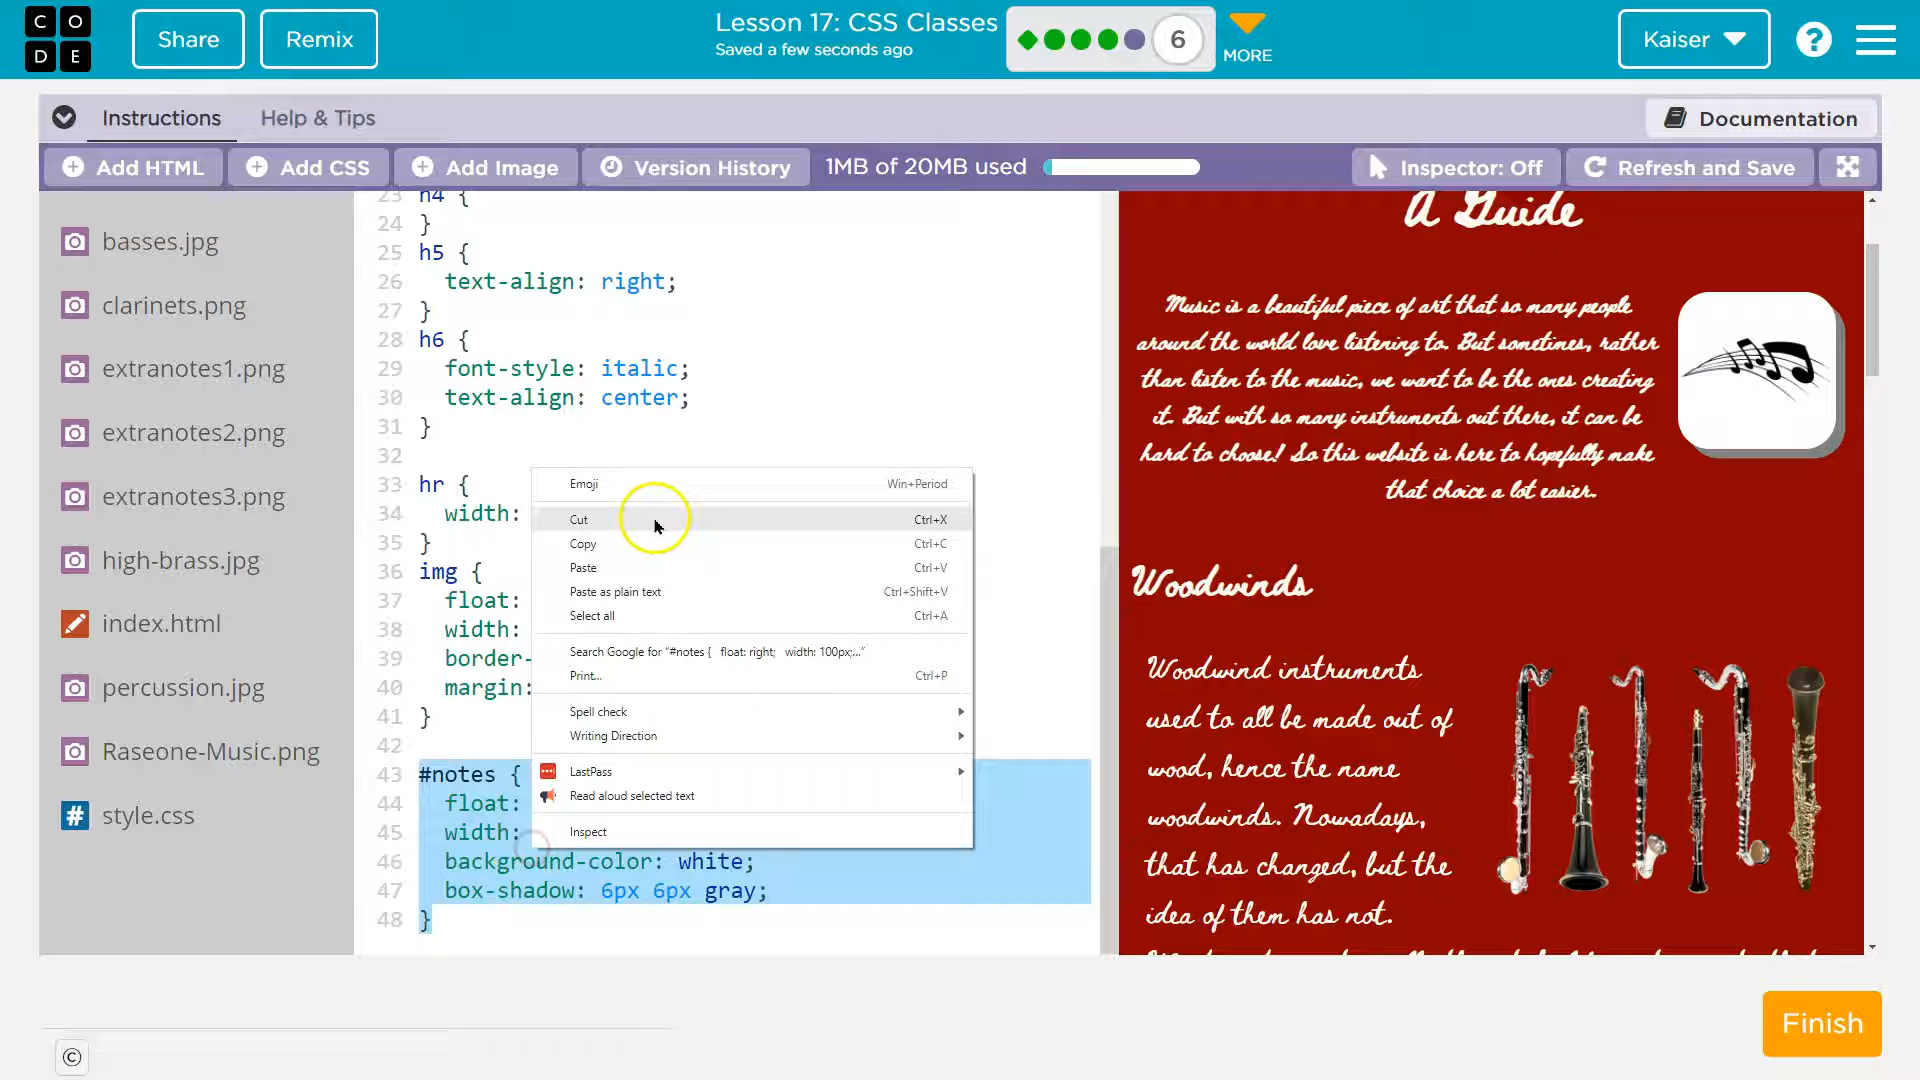 CODE
Share
Remix
Lesson 17: CSS Classes
Saved a few seconds ago
6
MORE
Kaiser
?
Instructions
Help & Tips
Documentation
Add HTML
Add CSS
Add Image
Version History
1MB of 20MB used
Inspector: Off
Refresh and Save
basses.jpg
clarinets.png
extranotes1.png
extranotes2.png
extranotes3.png
high-brass.jpg
index.html
percussion.jpg
Raseone-Music.png
# style.css
23 h4 {
24 }
25 h5 {
26 text-align: right;
27 }
28 h6 {
29 font-style: italic;
30 text-align: center;
31 }
32
33 hr {
34 width:
35 }
36 img {
37 float:
38 width:
39 border-
40 margin:
41 }
42
43 #notes {
44 float:
45 width:
46 background-color: white;
47 box-shadow: 6px 6px gray;
48 }
Emoji Win+Period
Cut Ctrl+X
Copy Ctrl+C
Paste Ctrl+V
Paste as plain text Ctrl+Shift+V
Select all Ctrl+A
Search Google for "#notes { float: right; width: 100px;..."
Print... Ctrl+P
Spell check
Writing Direction
LastPass
Read aloud selected text
Inspect
A Guide
Music is a beautiful piece of art that so many people
around the world love listening to. But sometimes, rather
than listen to the music, we want to be the ones creating
it. But with so many instruments out there, it can be
hard to choose! So this website is here to hopefully make
that choice a lot easier.
Woodwinds
Woodwind instruments
used to all be made out of
wood, hence the name
woodwinds. Nowadays,
that has changed, but the
idea of them has not.
Finish
©